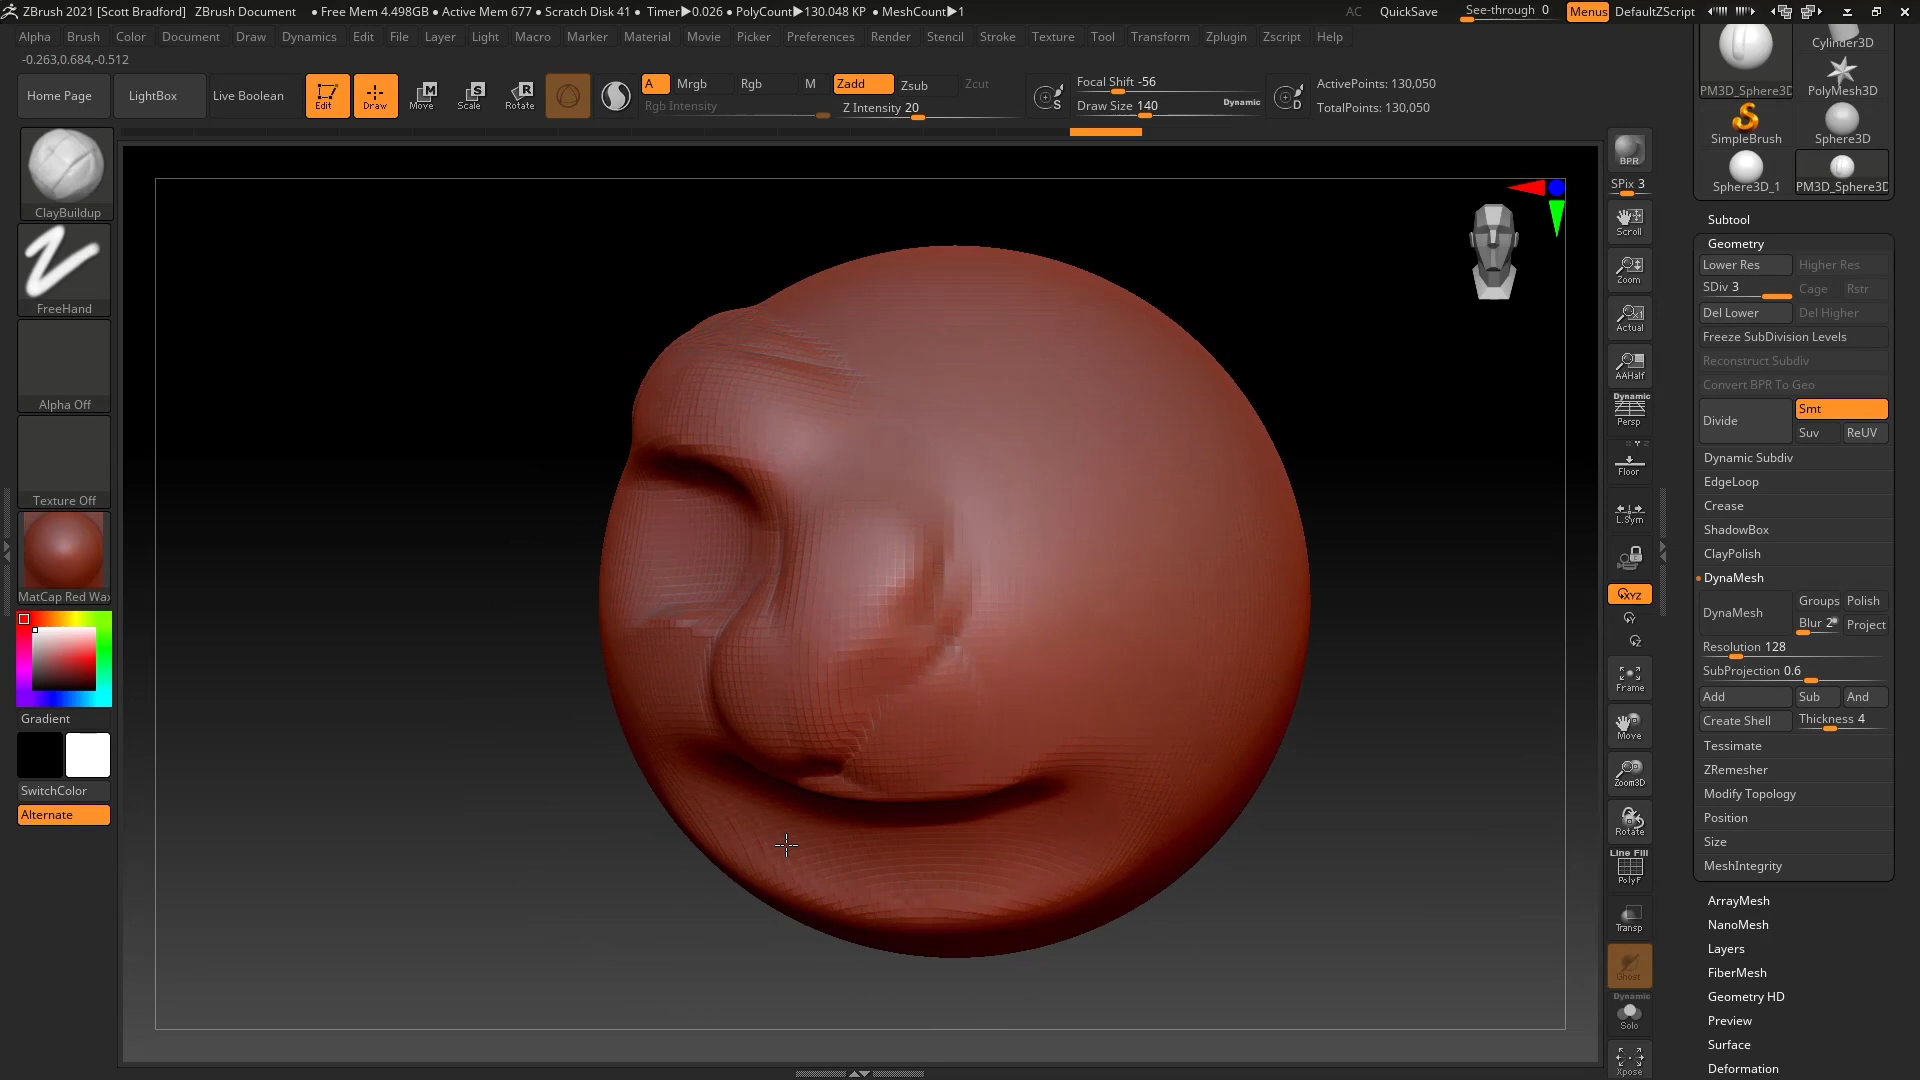 ZBrush 2021 [Scott Bradford] ZBrush Document • Free Mem 4.498GB • Active Mem 677 • Scratch Disk 41 • Timer▶0.026 • PolyCount▶130.048 KP • MeshCount▶1 AC QuickSave See-through 0 Menus DefaultZScript
Alpha Brush Color Document Draw Dynamics Edit File Layer Light Macro Marker Material Movie Picker Preferences Render Stencil Stroke Texture Tool Transform Zplugin Zscript Help
-0.263,0.684,-0.512
Home Page LightBox Live Boolean Edit Draw Move Scale Rotate A Mrgb Rgb M Zadd Zsub Zcut Focal Shift -56 ActivePoints: 130,050
Rgb Intensity Z Intensity 20 S Draw Size 140 Dynamic D TotalPoints: 130,050
ClayBuildup
FreeHand
Alpha Off
Texture Off
MatCap Red Wax
Gradient
SwitchColor
Alternate
BPR
SPix 3
Scroll
Zoom
Actual
AAHalf
Dynamic
Persp
Floor
L.Sym
XYZ
Frame
Move
Zoom3D
Rotate
Line Fill
PolyF
Transp
Ghost
Dynamic
Solo
Xpose
Cylinder3D
PM3D_Sphere3D PolyMesh3D
SimpleBrush Sphere3D
Sphere3D_1 PM3D_Sphere3D
Subtool
Geometry
Lower Res Higher Res
SDiv 3 Cage Rstr
Del Lower Del Higher
Freeze SubDivision Levels
Reconstruct Subdiv
Convert BPR To Geo
Divide Smt
Suv ReUV
Dynamic Subdiv
EdgeLoop
Crease
ShadowBox
ClayPolish
DynaMesh
DynaMesh Groups Polish
Blur 2 Project
Resolution 128
SubProjection 0.6
Add Sub And
Create Shell Thickness 4
Tessimate
ZRemesher
Modify Topology
Position
Size
MeshIntegrity
ArrayMesh
NanoMesh
Layers
FiberMesh
Geometry HD
Preview
Surface
Deformation